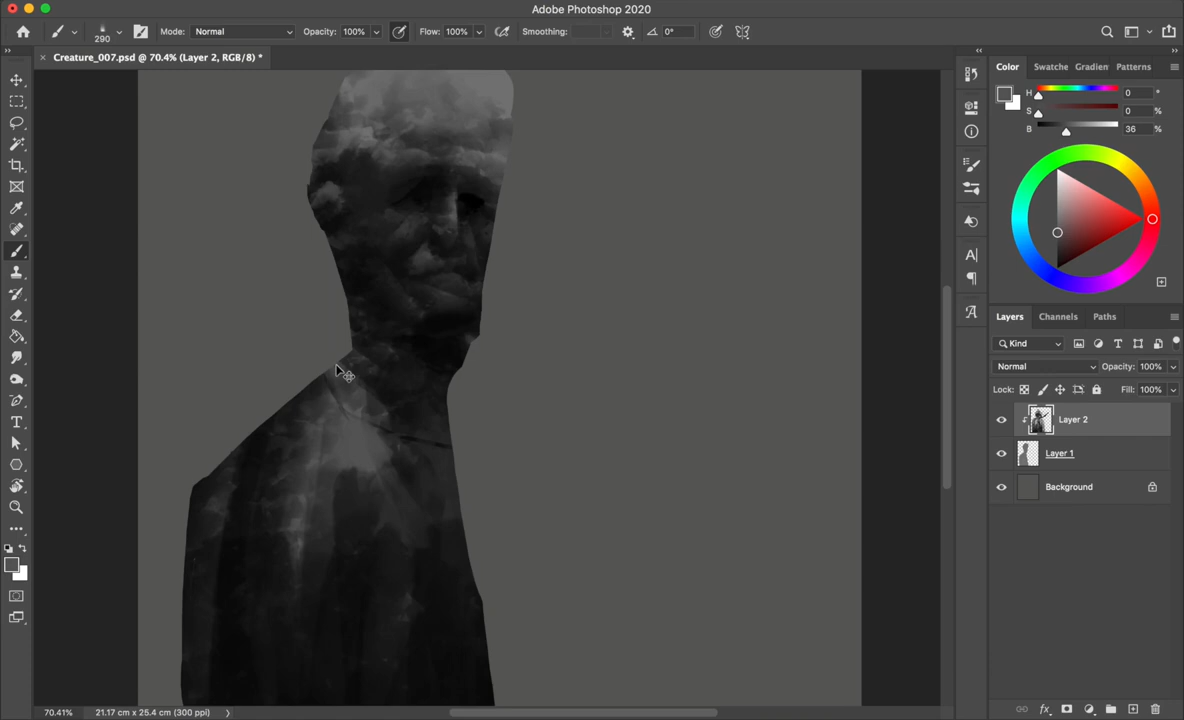 Adobe Photoshop 2020
290
Mode: Normal
Opacity: 100%
Flow: 100%
Smoothing:
0°
Creature_007.psd @ 70.4% (Layer 2, RGB/8) *
Color
Swatche
Gradien
Patterns
H
0
°
S
0
%
B
36
%
Layers
Channels
Paths
Kind
Normal
Opacity: 100%
Lock:
Fill: 100%
Layer 2
Layer 1
Background
fx
70.41%
21.17 cm x 25.4 cm (300 ppi)